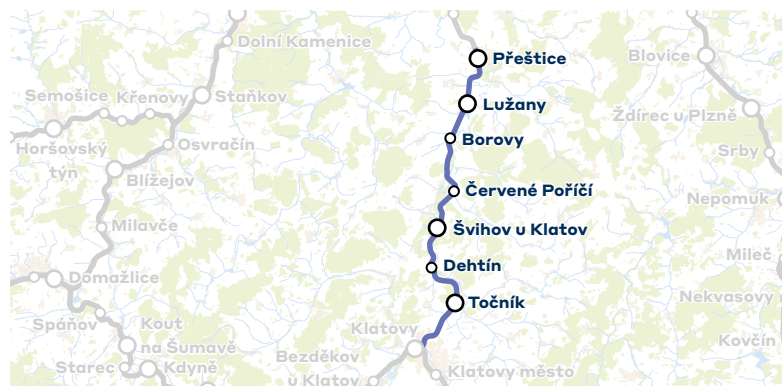 Dolní Kamenice
Přeštice
Blovice
Semošice
Křenovy
Staňkov
Lužany
Ždírec u Plzně
Horšovský
týn
Osvračín
Borovy
Srby
Blížejov
Červené Poříčí
Nepomuk
Milavče
Švihov u Klatov
Mileč
Domažlice
Dehtín
Nekvasovy
Spáňov
Kout
na Šumavě
Klatovy
Točník
Kovčín
Starec
Kdyně
Bezděkov
u Klatov
Klatovy město